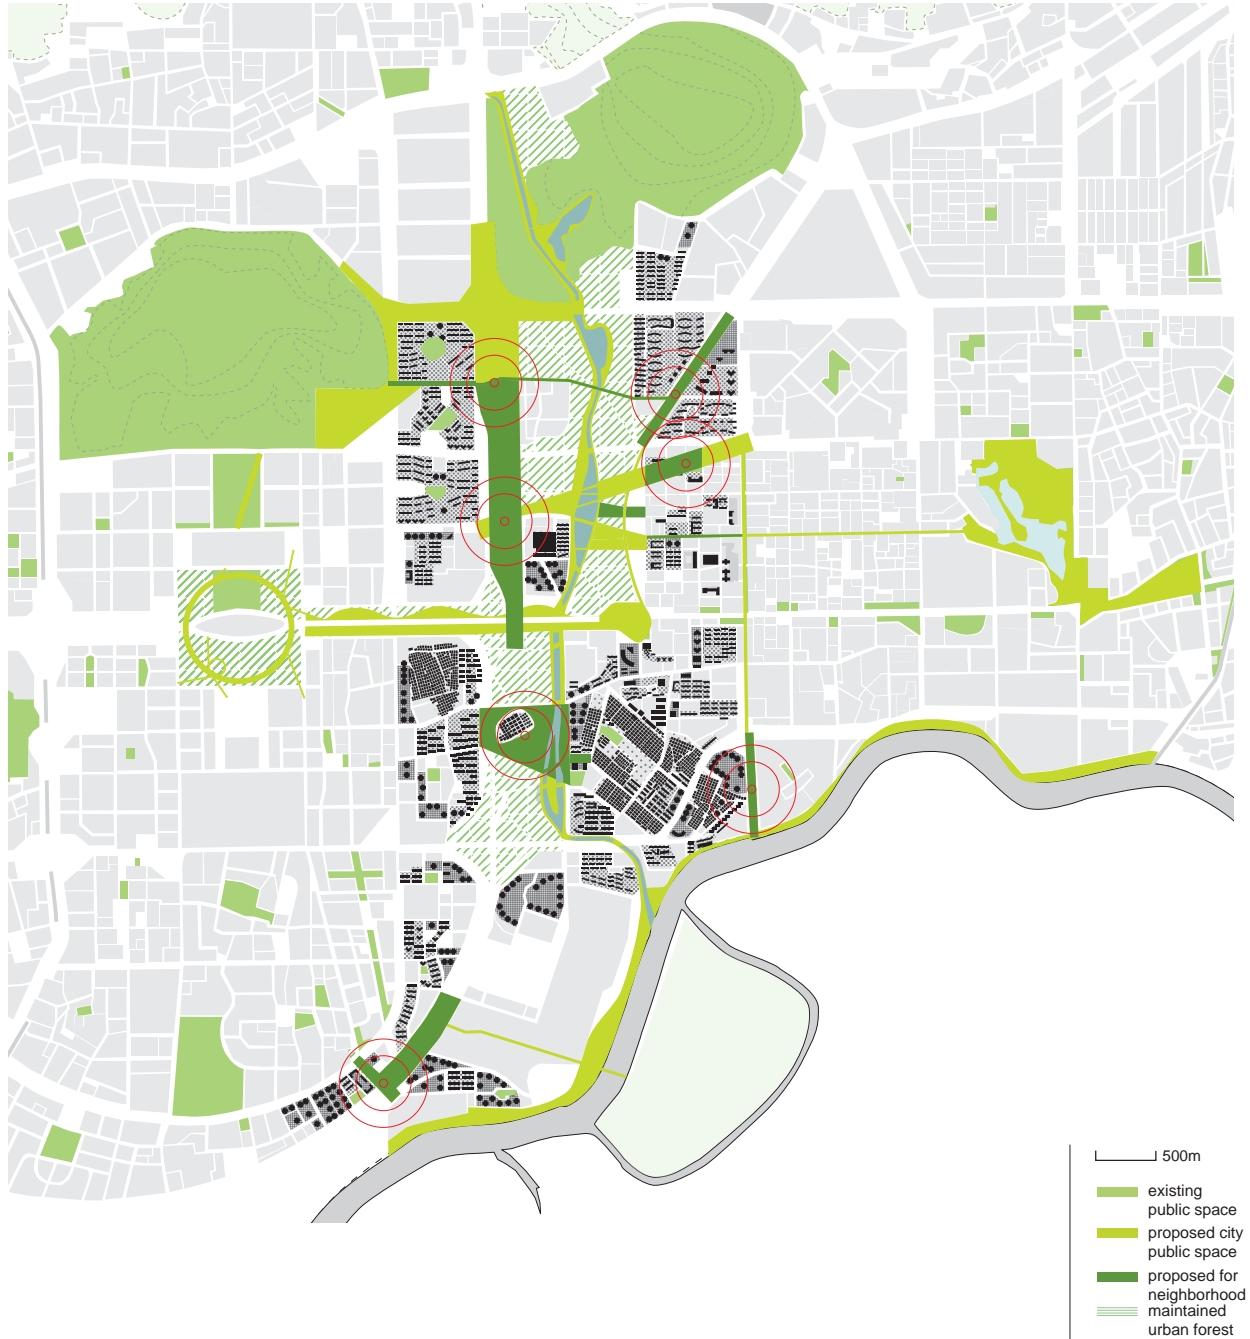 500m
existing
public space
proposed city
public space
proposed for
neighborhood
maintained
urban forest